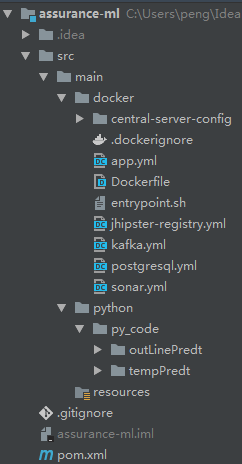 assurance-ml C:\Users\peng\Idea
.idea
src
main
docker
central-server-config
.dockerignore
app.yml
Dockerfile
entrypoint.sh
jhipster-registry.yml
kafka.yml
postgresql.yml
sonar.yml
python
py_code
outLinePredt
tempPredt
resources
.gitignore
assurance-ml.iml
pom.xml